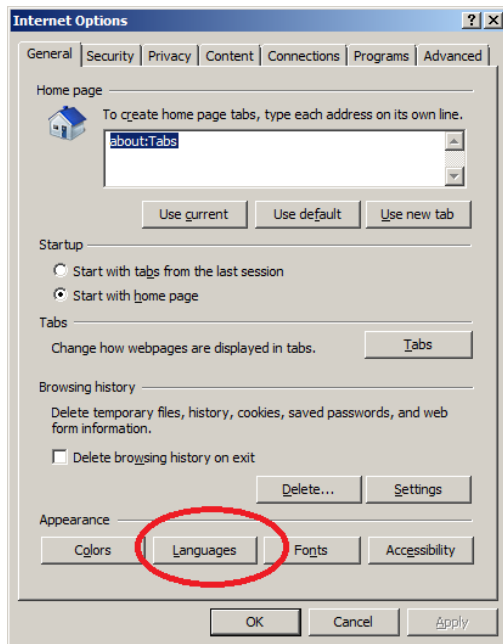 Internet Options
General Security Privacy Content Connections Programs Advanced
Home page
To create home page tabs, type each address on its own line.
about:Tabs
Use current Use default Use new tab
Startup
Start with tabs from the last session
Start with home page
Tabs
Change how webpages are displayed in tabs. Tabs
Browsing history
Delete temporary files, history, cookies, saved passwords, and web
form information.
Delete browsing history on exit
Delete... Settings
Appearance
Colors Languages Fonts Accessibility
OK Cancel Apply